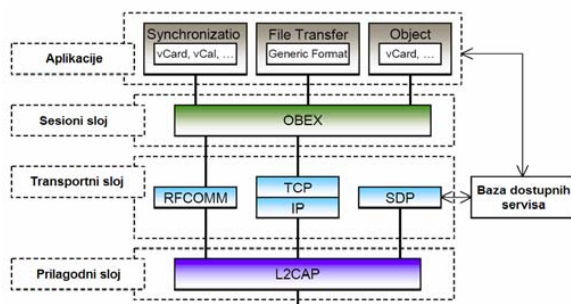 Synchronizatio
File Transfer
Object
vCard, vCal, ...
Generic Format
vCard, ...
Aplikacije
Sesioni sloj
OBEX
Transportni sloj
RFCOMM
TCP
IP
SDP
Baza dostupnih
servisa
Prilagodni sloj
L2CAP